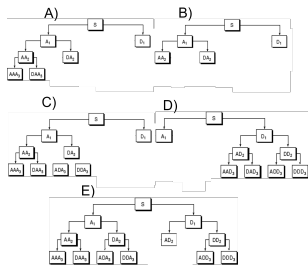 A)
S
A1 D1
AA2 DA2
AAA3 DAA3
B)
S
A1 D1
AA2 DA2
C)
S
A1 D1
AA2 DA2
AAA3 DAA3 ADA3 DDA3
D)
S
A1 D1
AD2 DD2
AAD3 DAD3 ADD3 DDD3
E)
S
A1 D1
AA2 DA2 AD2 DD2
AAA3 DAA3 ADA3 DDA3 ADD3 DDD3